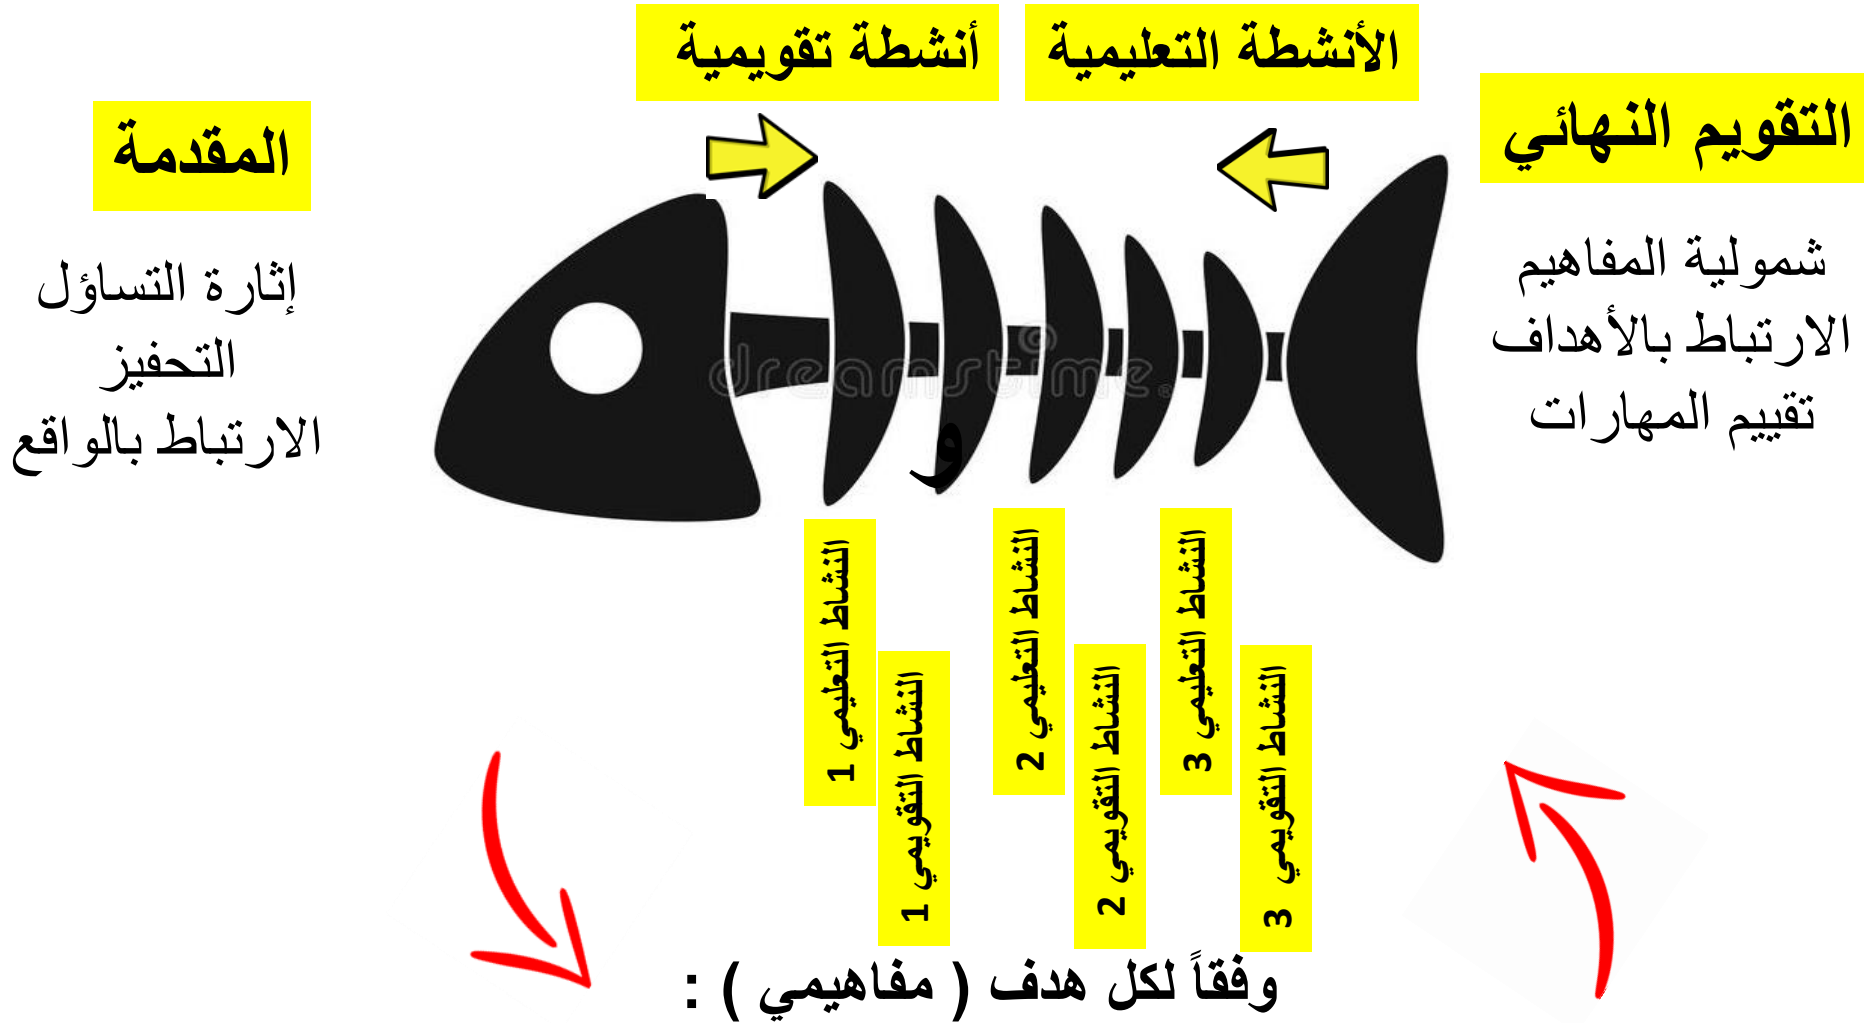 الأنشطة التعليمية
أنشطة تقويمية
التقويم النهائي
شمولية المفاهيم
الارتباط بالأهداف
تقييم المهارات
المقدمة
إثارة التساؤل
التحفيز
الارتباط بالواقع
dreamstime.
و
النشاط التعليمي 1
النشاط التقويمي 1
النشاط التعليمي 2
النشاط التقويمي 2
النشاط التعليمي 3
النشاط التقويمي 3
وفقاً لكل هدف ( مفاهيمي ) :